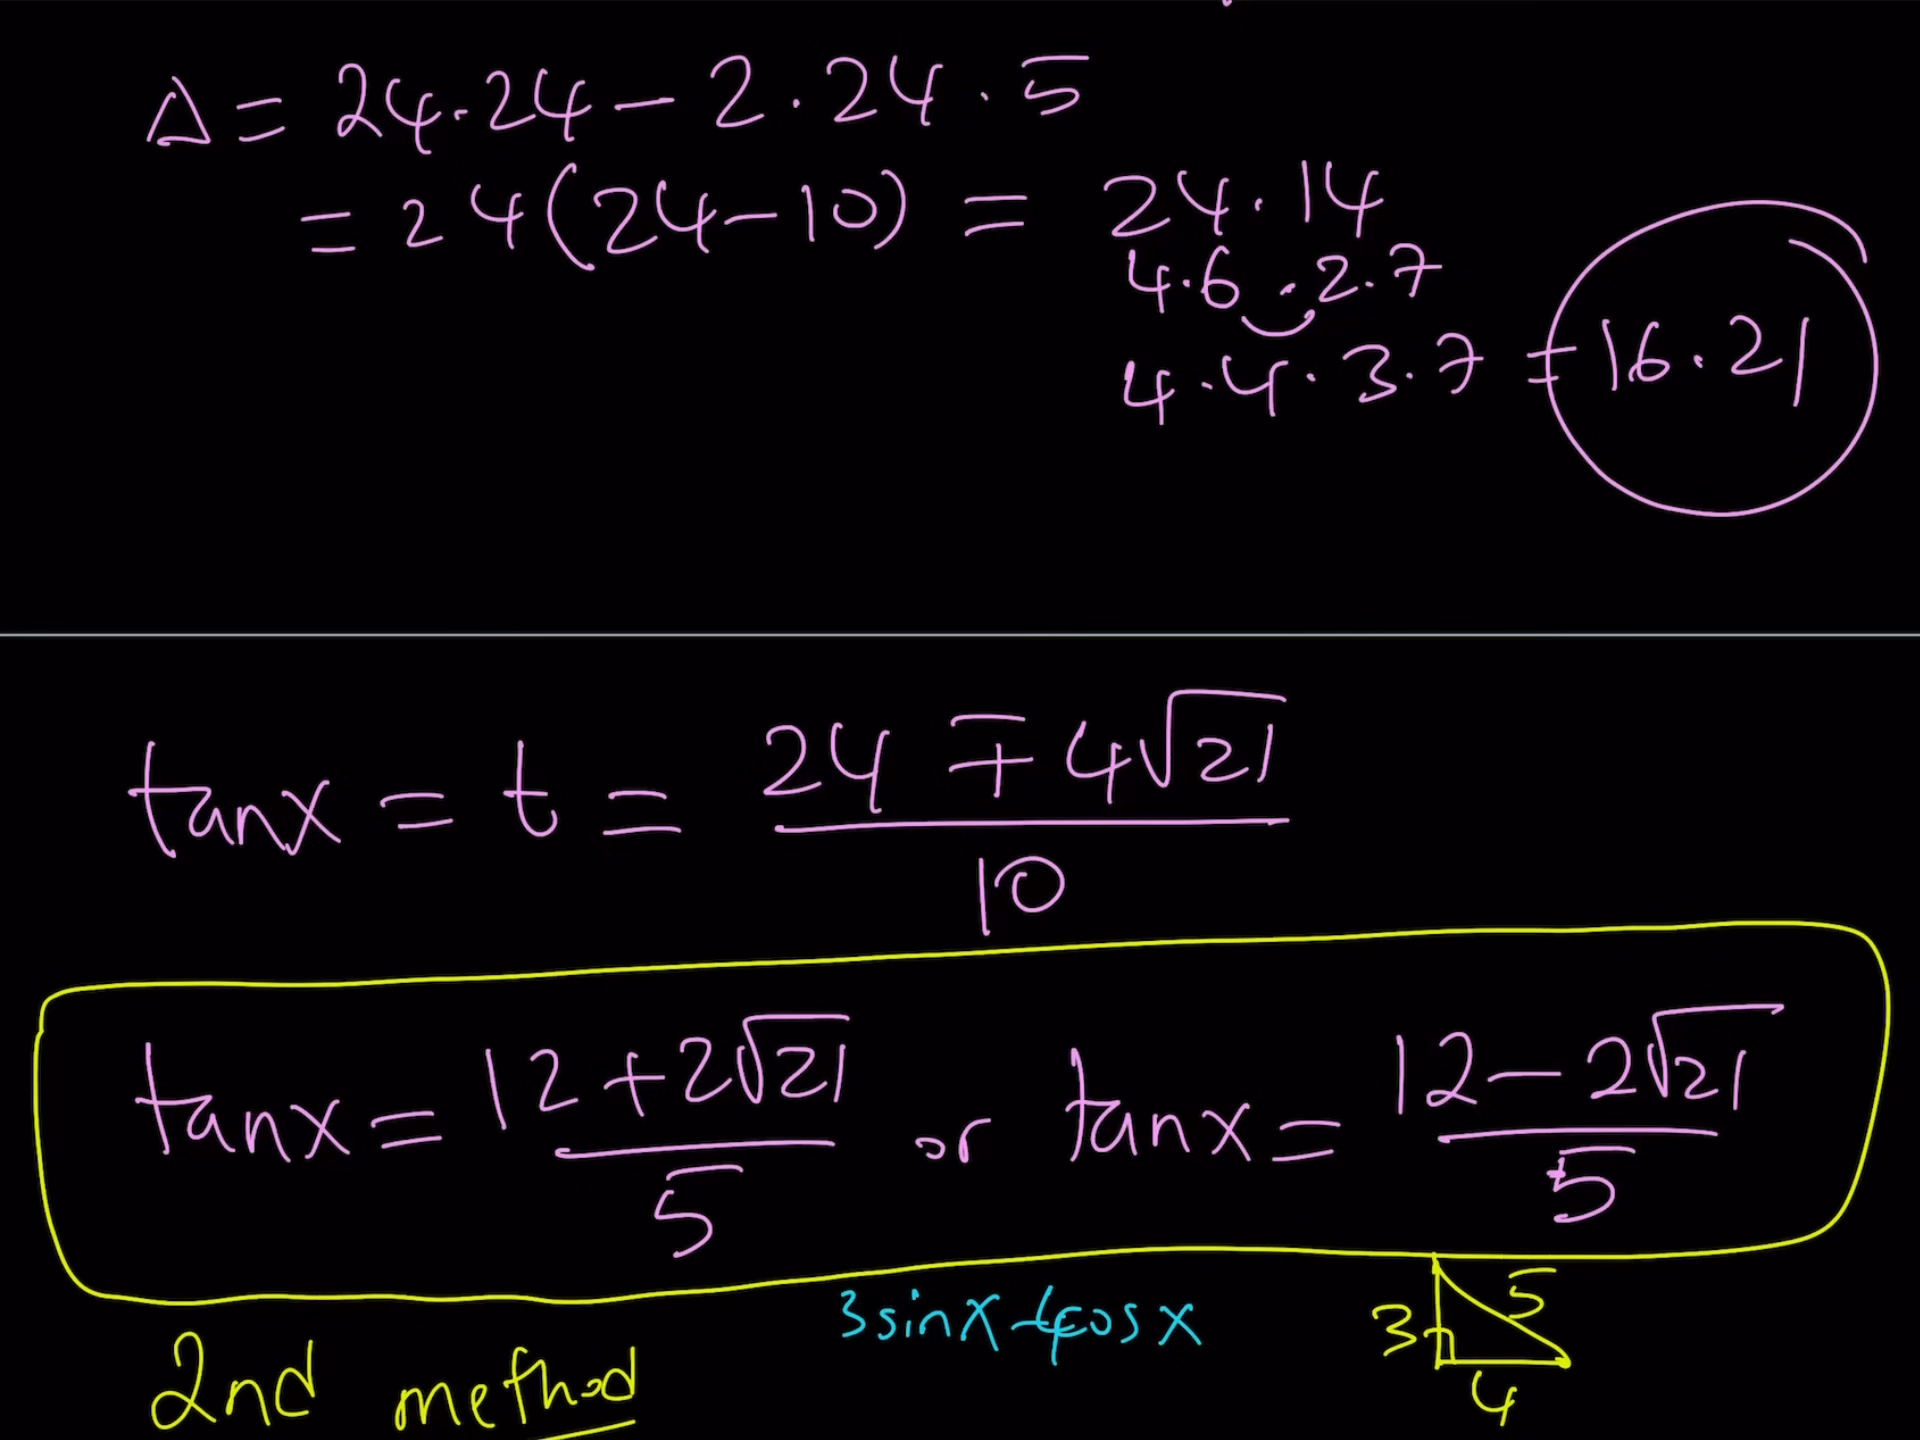 Δ = 24.24 - 2.24.5
= 24(24-10) = 24.14
4.6.2.7
4.4.3.7 = 16.21
tanx = t = (24 ∓ 4√21)/10
tanx = (12+2√21)/5 or tanx = (12-2√21)/5
3sinx-4cosx
3 5
4
2nd method